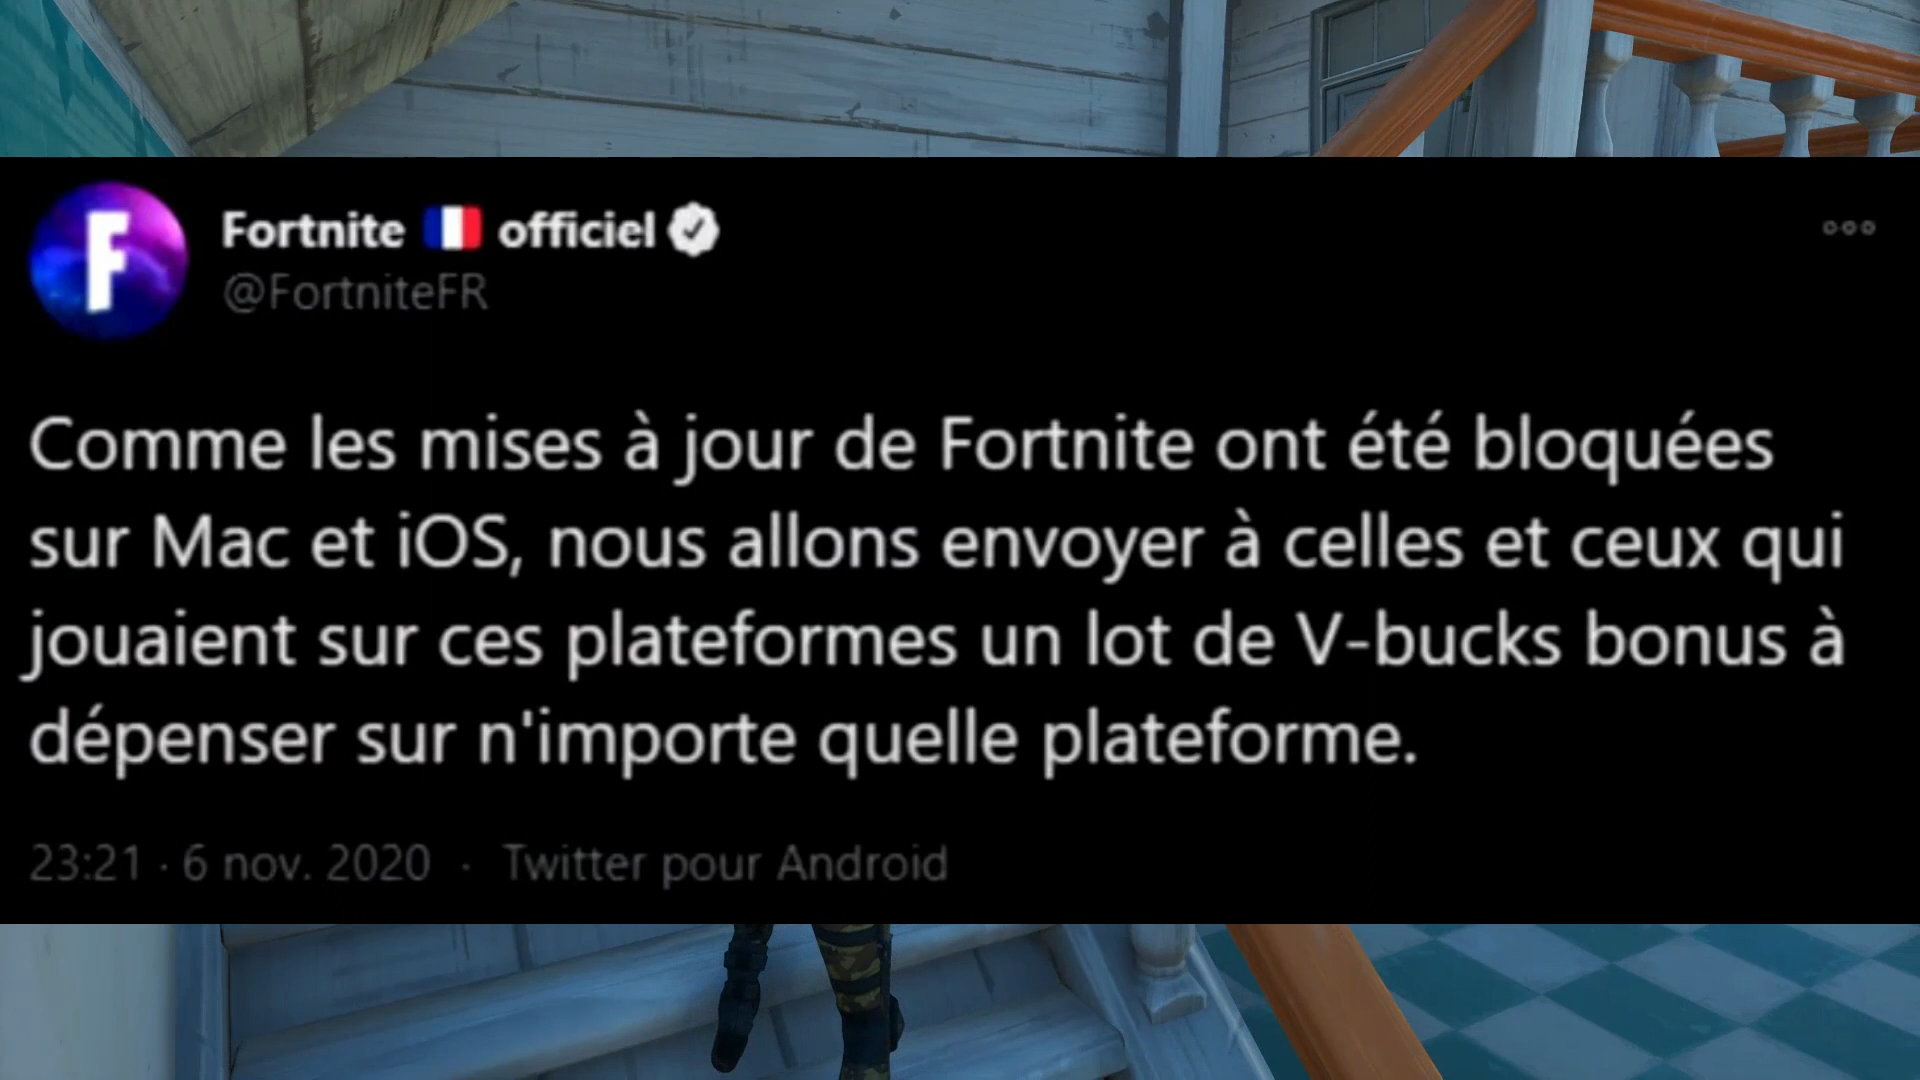 Fortnite 🇫🇷 officiel
@FortniteFR
Comme les mises à jour de Fortnite ont été bloquées
sur Mac et iOS, nous allons envoyer à celles et ceux qui
jouaient sur ces plateformes un lot de V-bucks bonus à
dépenser sur n'importe quelle plateforme.
23:21 · 6 nov. 2020 · Twitter pour Android